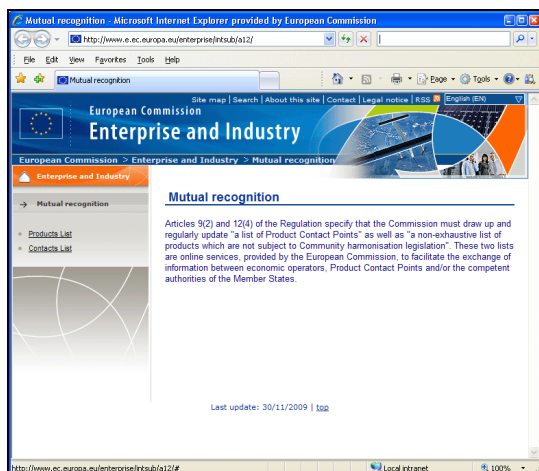 Mutual recognition - Microsoft Internet Explorer provided by European Commission
http://www.e.ec.europa.eu/enterprise/intsub/a12/
File Edit View Favorites Tools Help
Mutual recognition
Page Tools
Site map | Search | About this site | Contact | Legal notice | RSS English (EN)
European Commission
Enterprise and Industry
European Commission > Enterprise and Industry > Mutual recognition
Enterprise and Industry
Mutual recognition
Products List
Contacts List
Mutual recognition
Articles 9(2) and 12(4) of the Regulation specify that the Commission must draw up and
regularly update "a list of Product Contact Points" as well as "a non-exhaustive list of
products which are not subject to Community harmonisation legislation". These two lists
are online services, provided by the European Commission, to facilitate the exchange of
information between economic operators, Product Contact Points and/or the competent
authorities of the Member States.
Last update: 30/11/2009 | top
http://www.ec.europa.eu/enterprise/intsub/a12/#
Local intranet
100%